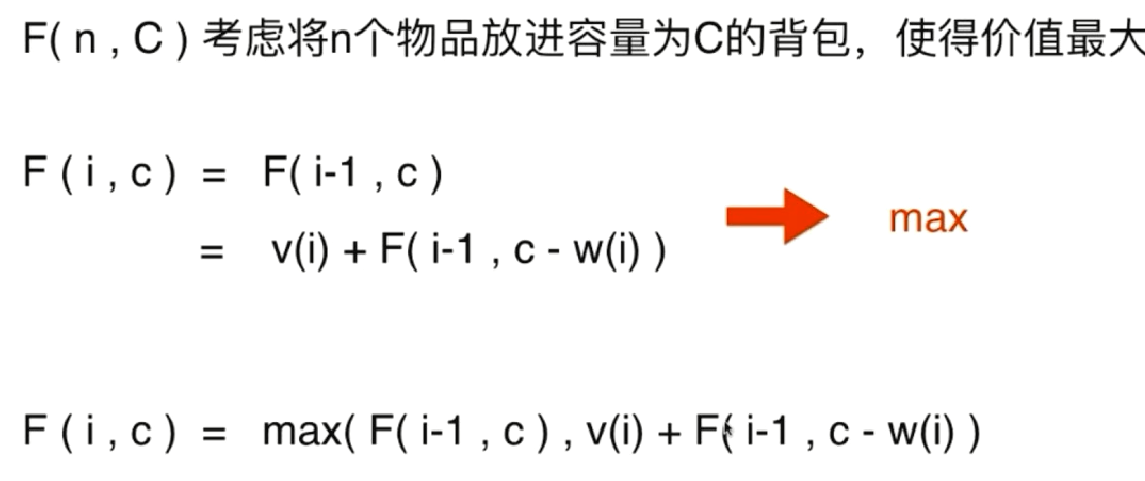 F( n , C ) 考虑将n个物品放进容量为C的背包，使得价值最大
F ( i , c ) = F( i-1 , c )
= v(i) + F( i-1 , c - w(i) )
max
F ( i , c ) = max( F( i-1 , c ) , v(i) + F( i-1 , c - w(i) )